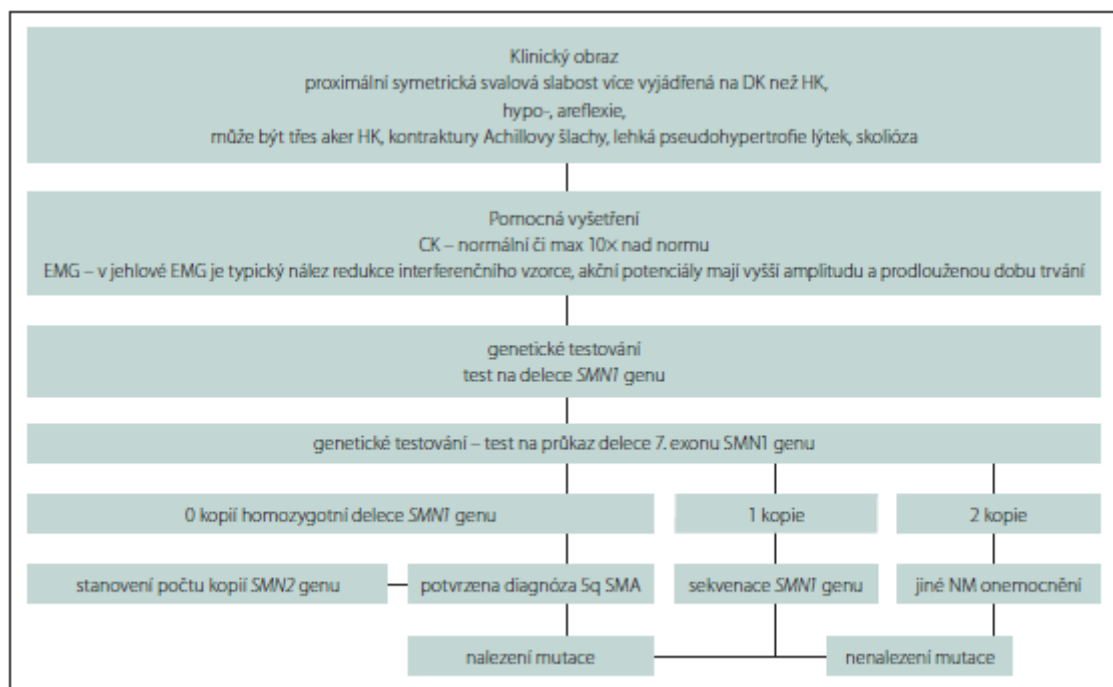 Klinický obraz
proximální symetrická svalová slabost více vyjádřená na DK než HK,
hypo-, areflexie,
může být třes aker HK, kontraktury Achillovy šlachy, lehká pseudohypertrofie lýtek, skolióza
Pomocná vyšetření
CK – normální či max 10× nad normu
EMG – v jehlové EMG je typický nález redukce interferenčního vzorce, akční potenciály mají vyšší amplitudu a prodlouženou dobu trvání
genetické testování
test na delece SMN1 genu
genetické testování – test na průkaz delece 7. exonu SMN1 genu
0 kopií homozygotní delece SMN1 genu
1 kopie
2 kopie
stanovení počtu kopií SMN2 genu
potvrzena diagnóza 5q SMA
sekvenace SMN1 genu
jiné NM onemocnění
nalezení mutace
nenalezení mutace